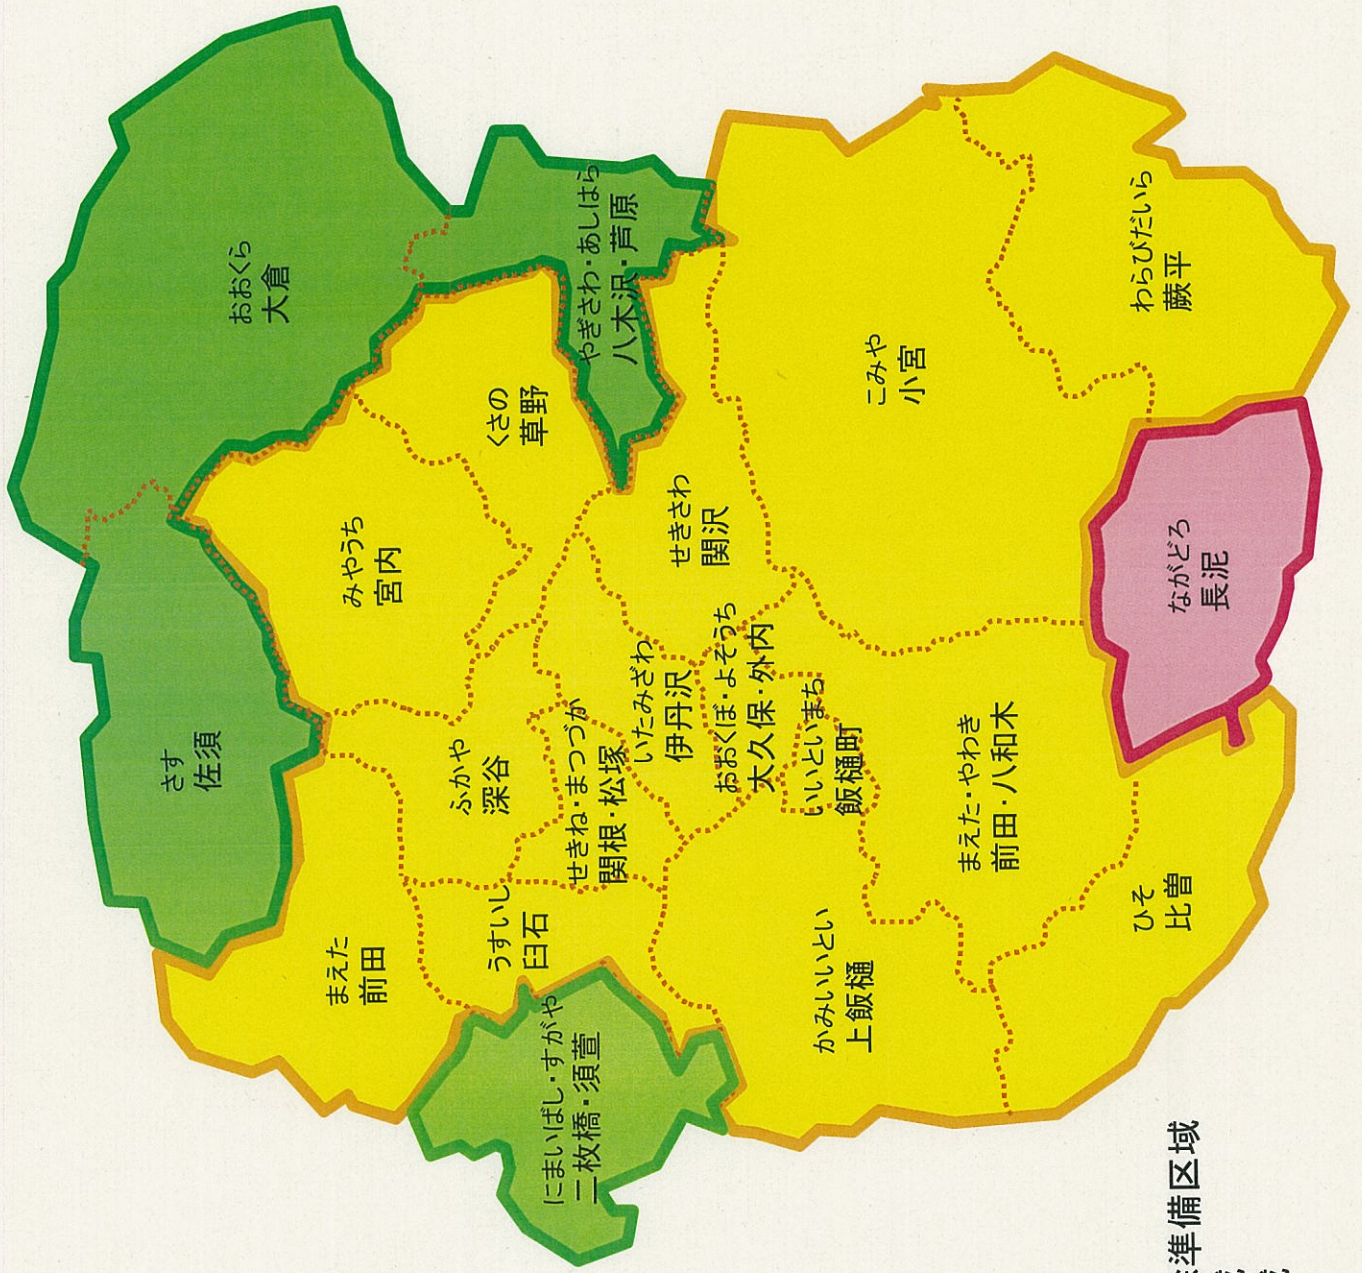 にまいばし・すがや
二枚橋・須萱
まえた
前田
うすいし
臼石
かみいいとい
上飯樋
ひそ
比曽
さす
佐須
ふかや
深谷
せきね・まつづか
関根・松塚
いたみざわ
伊丹沢
おおくぼ・よそうち
大久保・外内
いいといまち
飯樋町
まえた・やわき
前田・八和木
みやうち
宮内
くさの
草野
せきざわ
関沢
ながどろ
長泥
おおくら
大倉
やぎさわ・あしはら
八木沢・芦原
こみや
小宮
わらびだいら
蕨平
準備区域